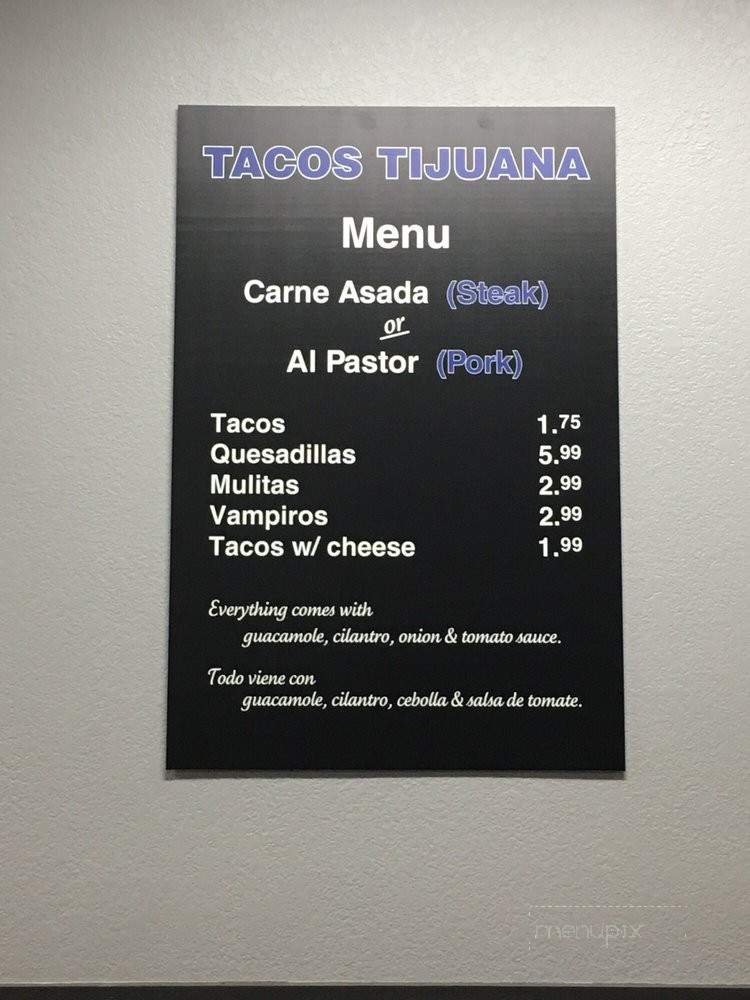 TACOS TIJUANA
Menu
Carne Asada (Steak)
or
Al Pastor (Pork)
Tacos 1.75
Quesadillas 5.99
Mulitas 2.99
Vampiros 2.99
Tacos w/ cheese 1.99
Everything comes with
guacamole, cilantro, onion & tomato sauce.
Todo viene con
guacamole, cilantro, cebolla & salsa de tomate.
menupix